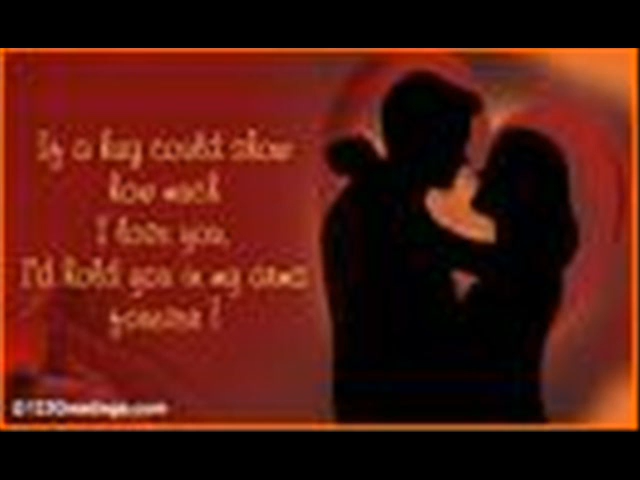 If a hug could show
how much
I love you,
I'd hold you in my arms
forever !
©123Greetings.com